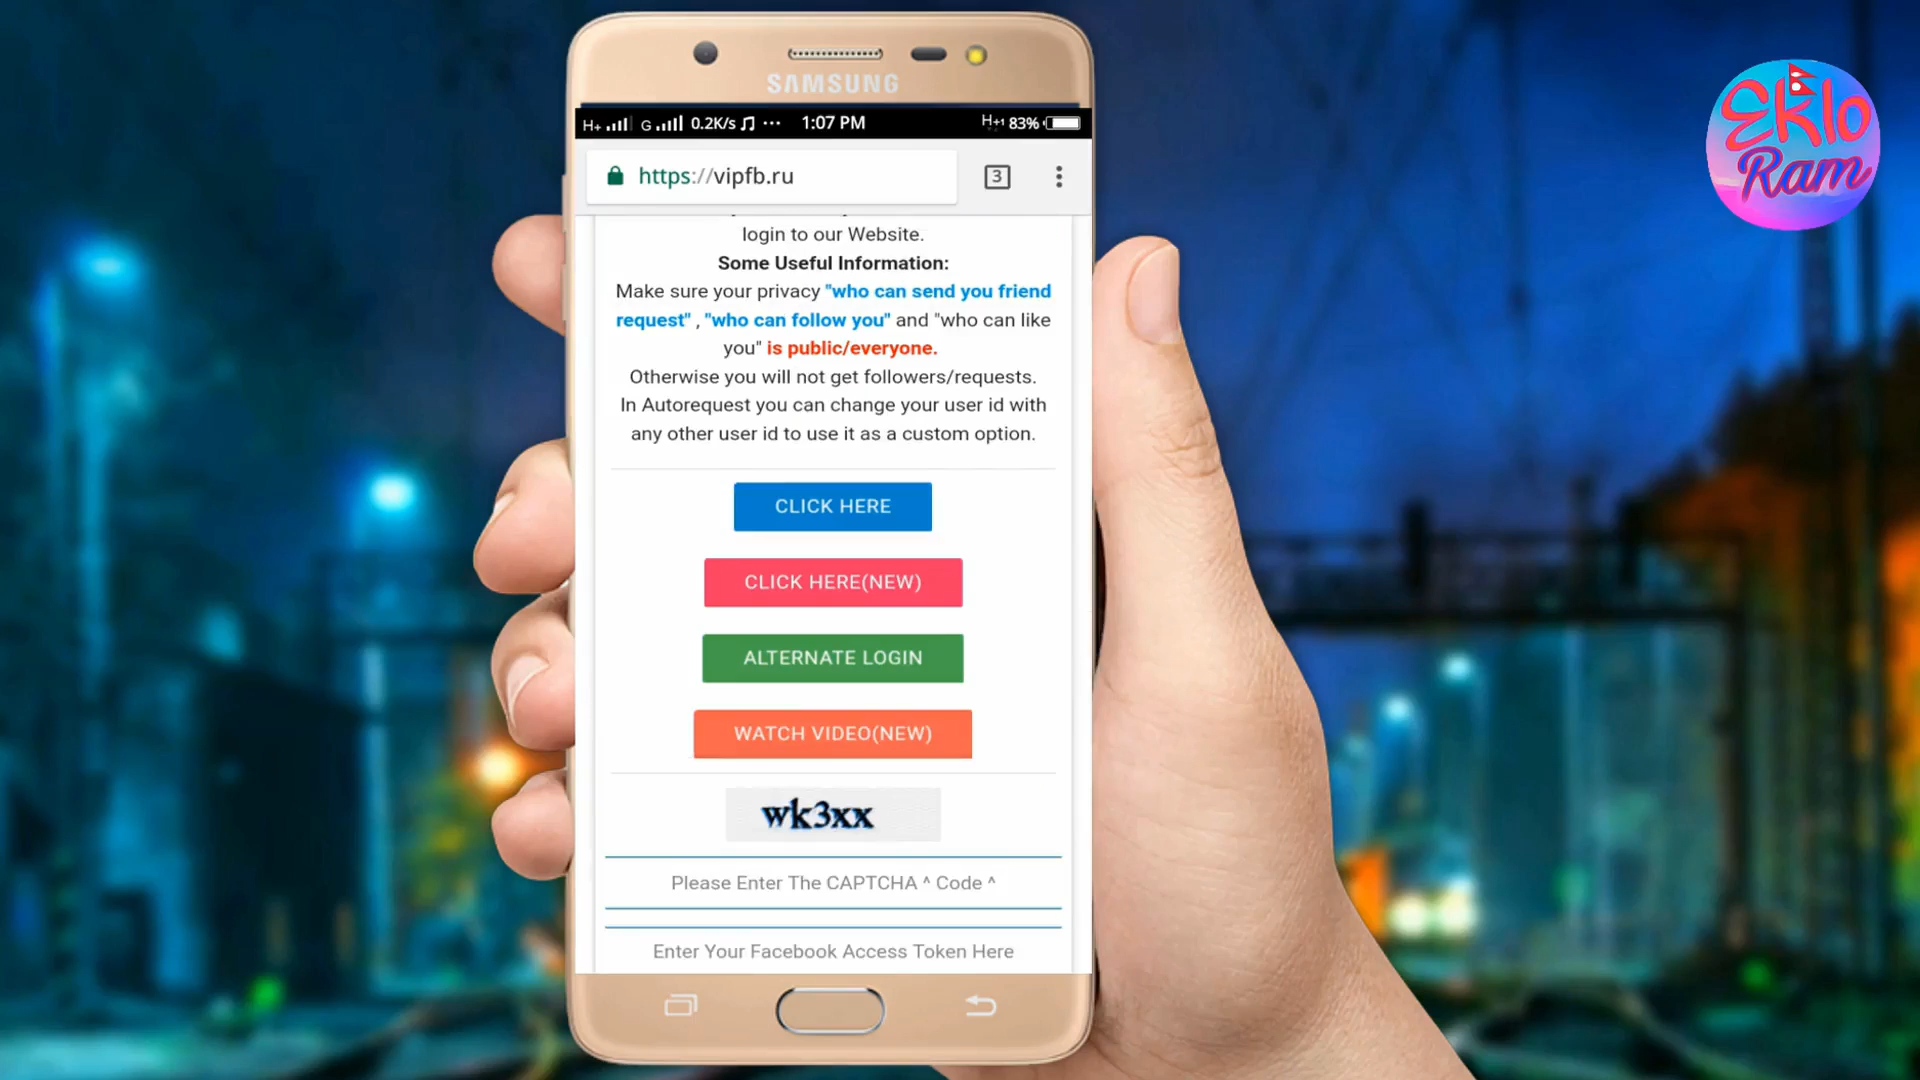 SAMSUNG
H+ G 0.2K/s ... 1:07 PM H+1 83%
https://vipfb.ru
3
login to our Website.
Some Useful Information:
Make sure your privacy "who can send you friend
request" , "who can follow you" and "who can like
you" is public/everyone.
Otherwise you will not get followers/requests.
In Autorequest you can change your user id with
any other user id to use it as a custom option.
CLICK HERE
CLICK HERE(NEW)
ALTERNATE LOGIN
WATCH VIDEO(NEW)
wk3xx
Please Enter The CAPTCHA ^ Code ^
Enter Your Facebook Access Token Here
Eklo
Ram